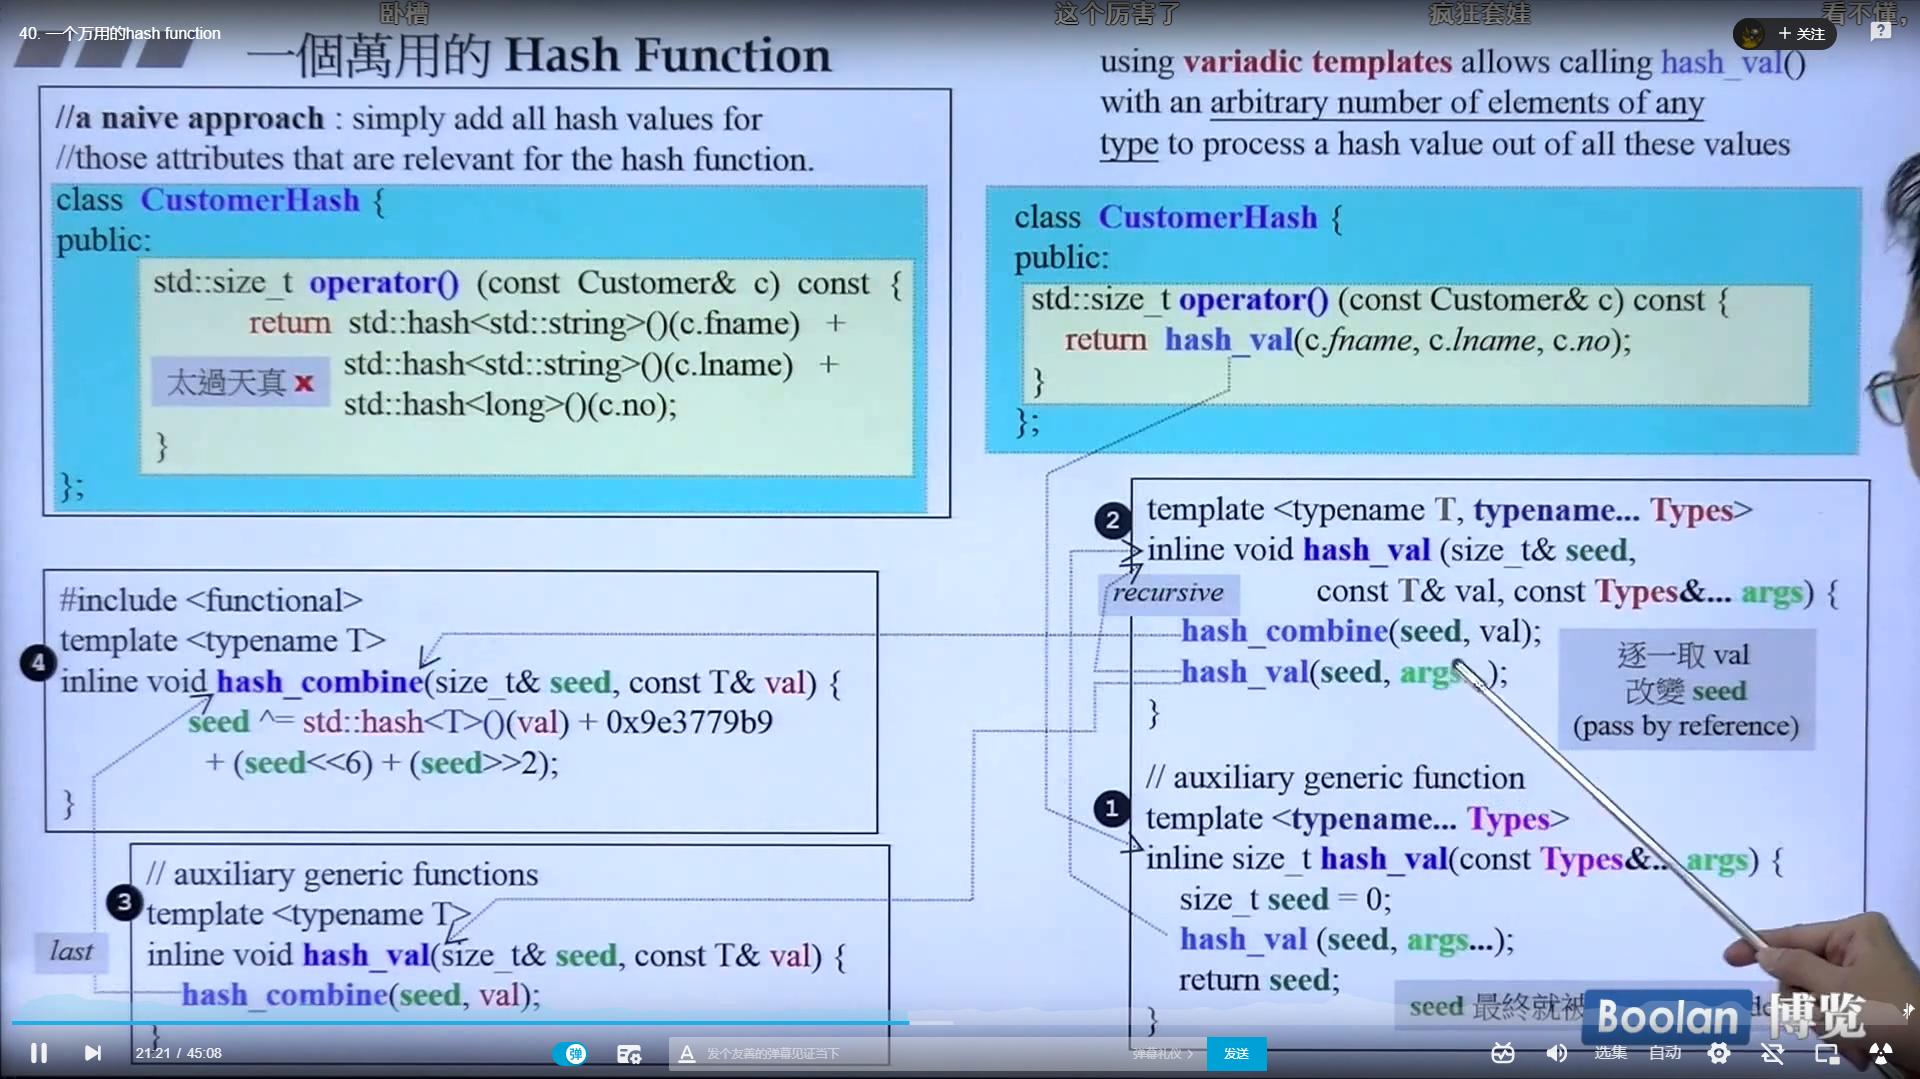 卧槽
这个厉害了
疯狂套娃
看不懂，
40. 一个万用的hash function
+ 关注
一個萬用的 Hash Function
using variadic templates allows calling hash_val()
with an arbitrary number of elements of any
type to process a hash value out of all these values
//a naive approach : simply add all hash values for
//those attributes that are relevant for the hash function.
class CustomerHash {
public:
std::size_t operator() (const Customer& c) const {
return std::hash<std::string>()(c.fname) +
std::hash<std::string>()(c.lname) +
std::hash<long>()(c.no);
}
};
太過天真 x
class CustomerHash {
public:
std::size_t operator() (const Customer& c) const {
return hash_val(c.fname, c.lname, c.no);
}
};
2
template <typename T, typename... Types>
inline void hash_val (size_t& seed,
const T& val, const Types&... args) {
hash_combine(seed, val);
hash_val(seed, args...);
}
recursive
逐一取 val
改變 seed
(pass by reference)
1
// auxiliary generic function
template <typename... Types>
inline size_t hash_val(const Types&... args) {
size_t seed = 0;
hash_val (seed, args...);
return seed;
}
seed 最終就被
4
#include <functional>
template <typename T>
inline void hash_combine(size_t& seed, const T& val) {
seed ^= std::hash<T>()(val) + 0x9e3779b9
+ (seed<<6) + (seed>>2);
}
3
// auxiliary generic functions
template <typename T>
inline void hash_val(size_t& seed, const T& val) {
hash_combine(seed, val);
}
last
Boolan 博览
21:21 / 45:08
弹
A 发个友善的弹幕见证当下
弹幕礼仪 >
发送
选集
自动